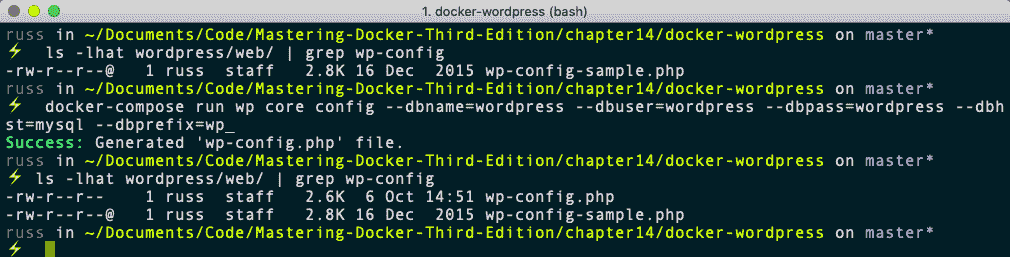 1. docker-wordpress (bash)
russ in ~/Documents/Code/Mastering-Docker-Third-Edition/chapter14/docker-wordpress on master*
⚡ ls -lhat wordpress/web/ | grep wp-config
-rw-r--r--@ 1 russ staff 2.8K 16 Dec 2015 wp-config-sample.php
russ in ~/Documents/Code/Mastering-Docker-Third-Edition/chapter14/docker-wordpress on master*
⚡ docker-compose run wp core config --dbname=wordpress --dbuser=wordpress --dbpass=wordpress --dbh
st=mysql --dbprefix=wp_
Success: Generated 'wp-config.php' file.
russ in ~/Documents/Code/Mastering-Docker-Third-Edition/chapter14/docker-wordpress on master*
⚡ ls -lhat wordpress/web/ | grep wp-config
-rw-r--r-- 1 russ staff 2.6K 6 Oct 14:51 wp-config.php
-rw-r--r--@ 1 russ staff 2.8K 16 Dec 2015 wp-config-sample.php
russ in ~/Documents/Code/Mastering-Docker-Third-Edition/chapter14/docker-wordpress on master*
⚡